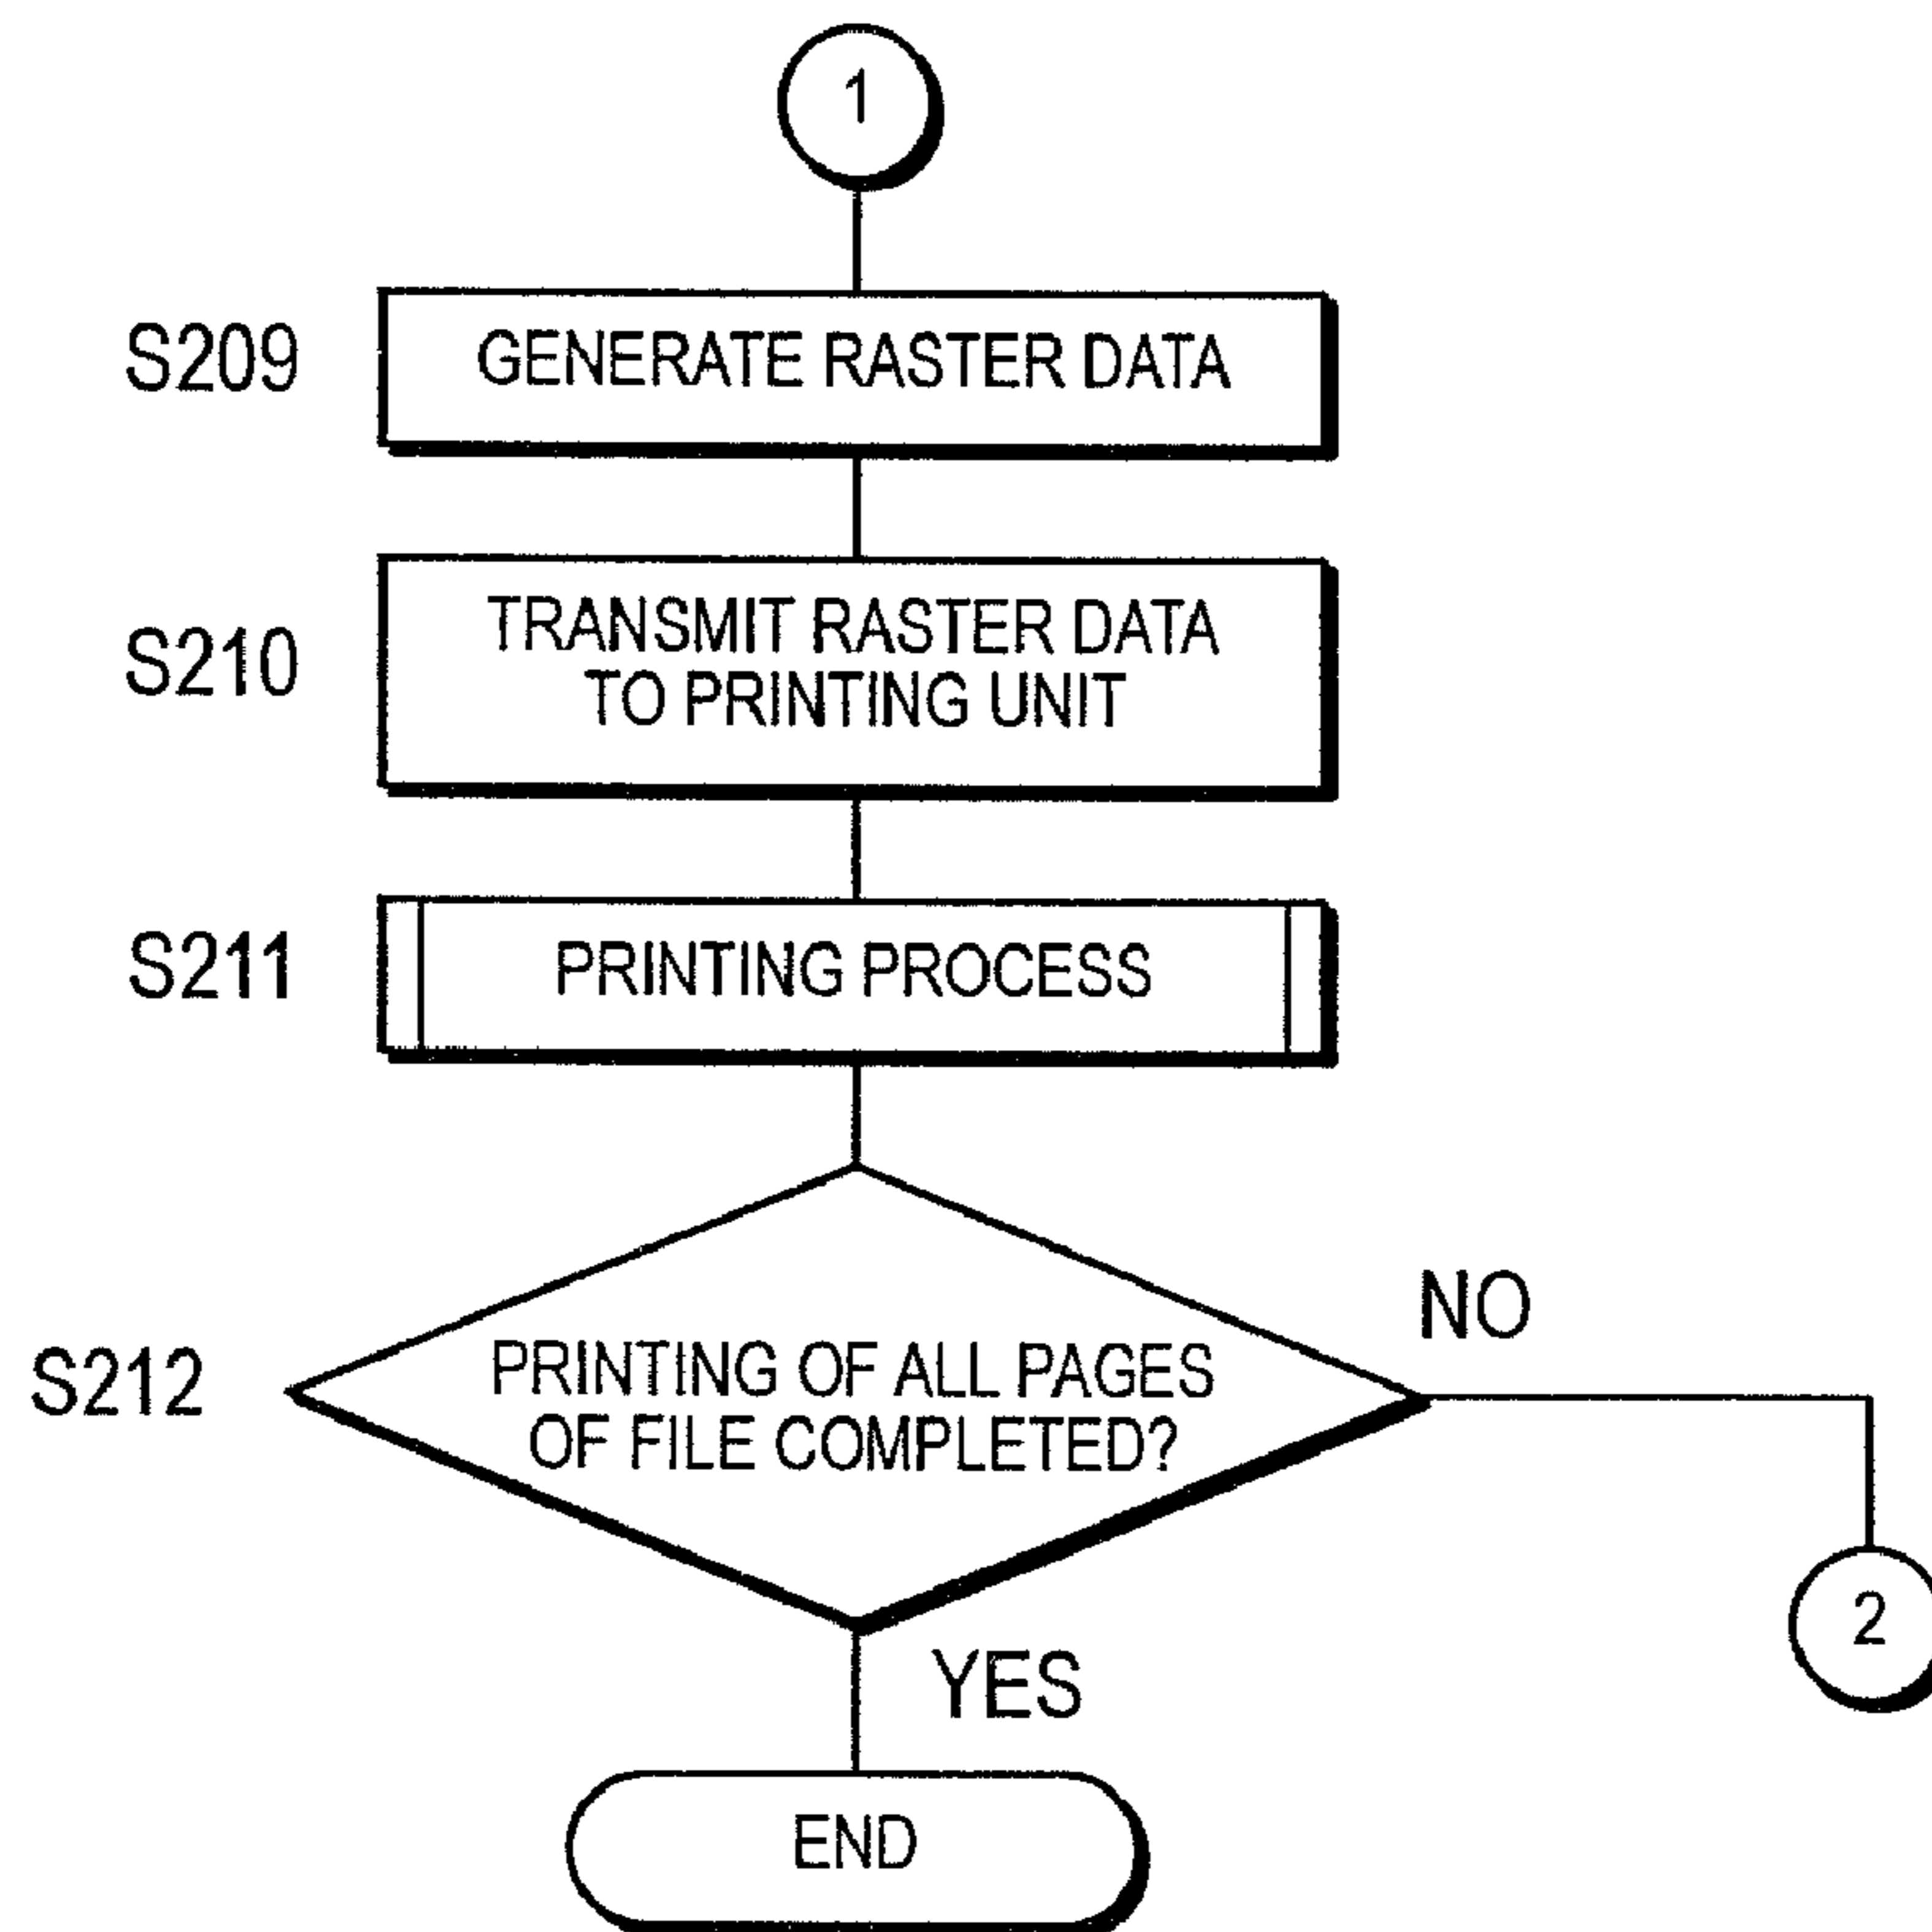 1
S209
GENERATE RASTER DATA
S210
TRANSMIT RASTER DATA
TO PRINTING UNIT
S211
PRINTING PROCESS
S212
PRINTING OF ALL PAGES
OF FILE COMPLETED?
NO
2
YES
END